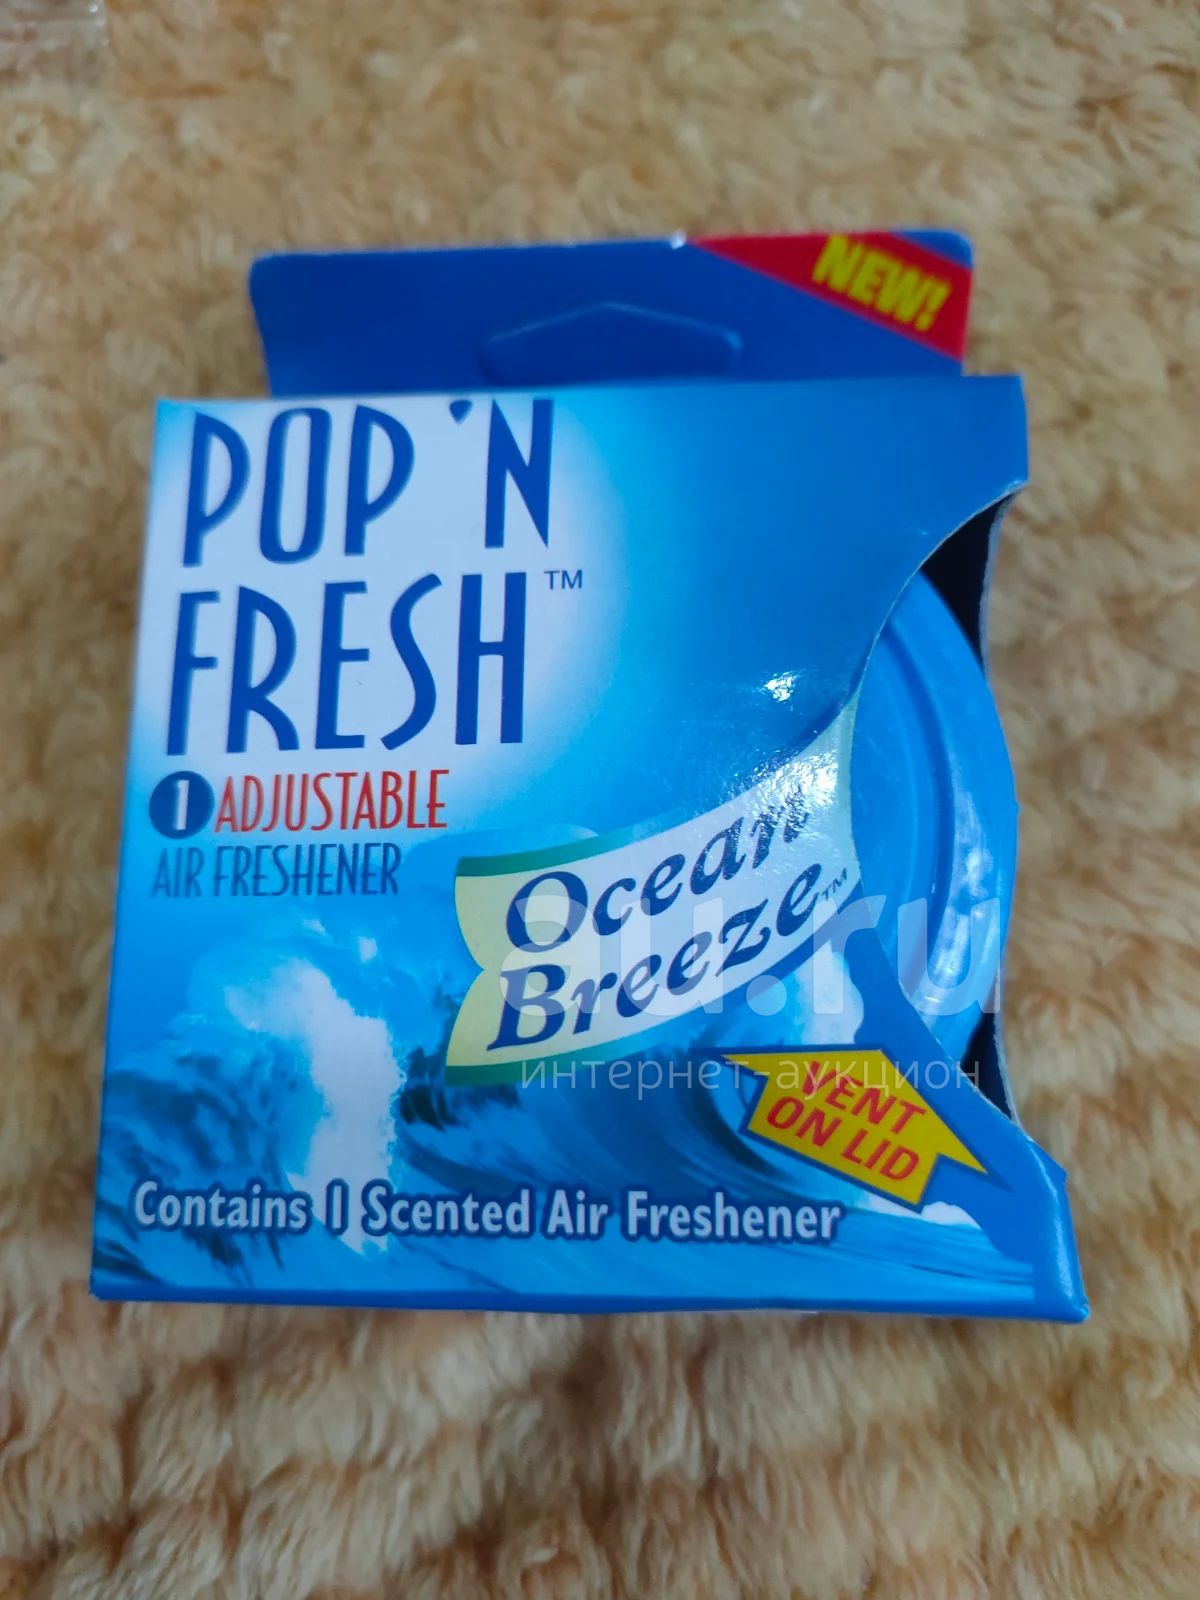 NEW!
POP 'N
FRESH™
1 ADJUSTABLE
AIR FRESHENER
Ocean
Breeze™
au.ru
интернет-аукцион
VENT
ON LID
Contains 1 Scented Air Freshener